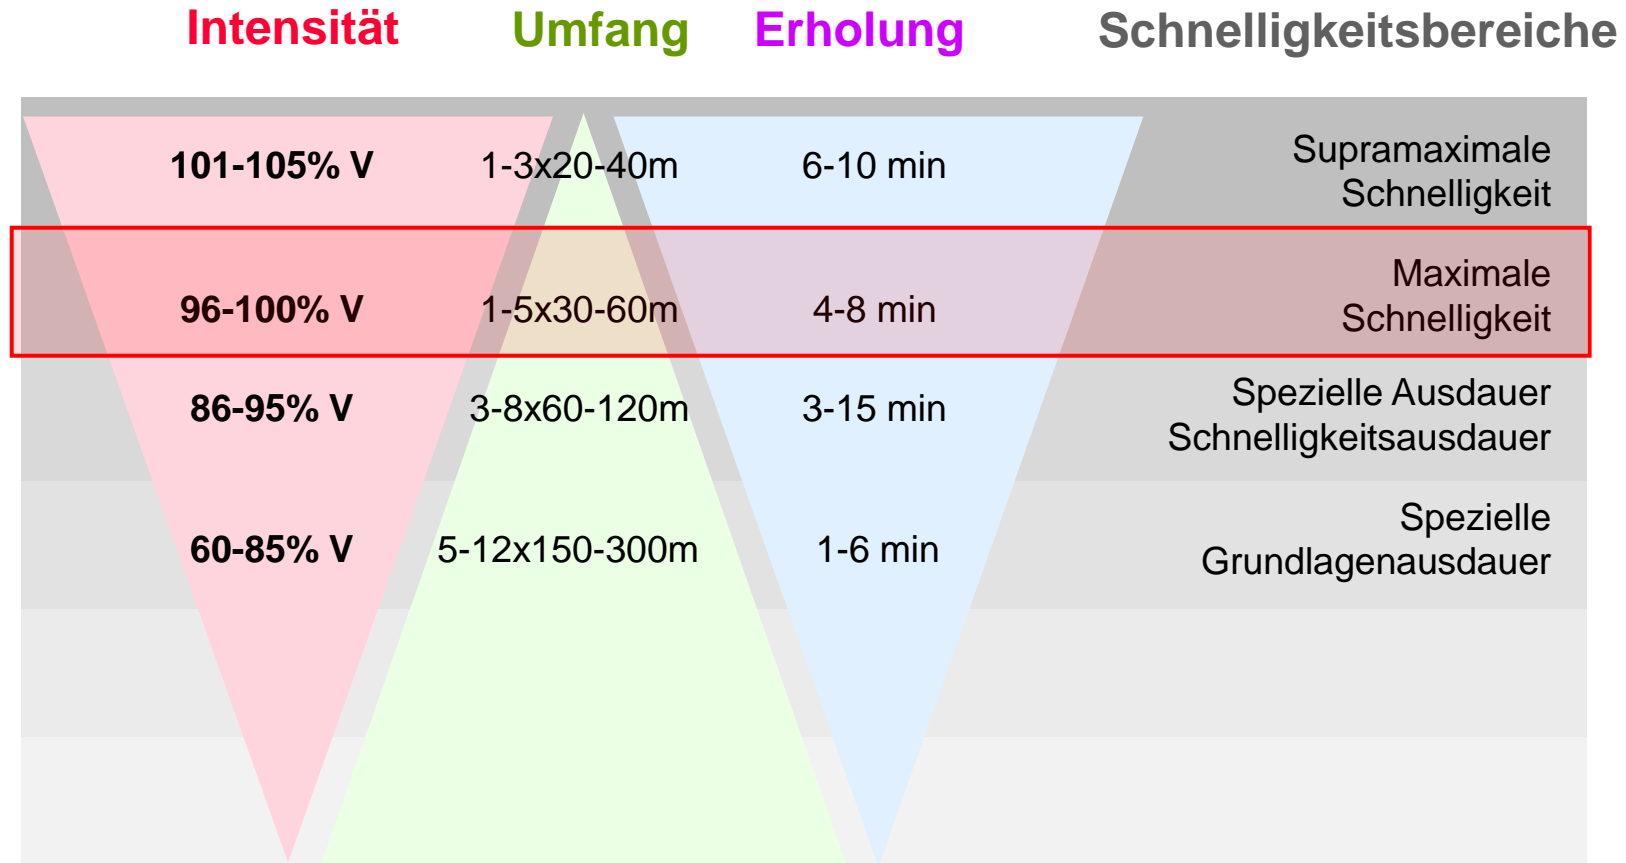 Intensität Umfang Erholung Schnelligkeitsbereiche
101-105% V 1-3x20-40m 6-10 min Supramaximale
Schnelligkeit
96-100% V 1-5x30-60m 4-8 min Maximale
Schnelligkeit
86-95% V 3-8x60-120m 3-15 min Spezielle Ausdauer
Schnelligkeitsausdauer
60-85% V 5-12x150-300m 1-6 min Spezielle
Grundlagenausdauer